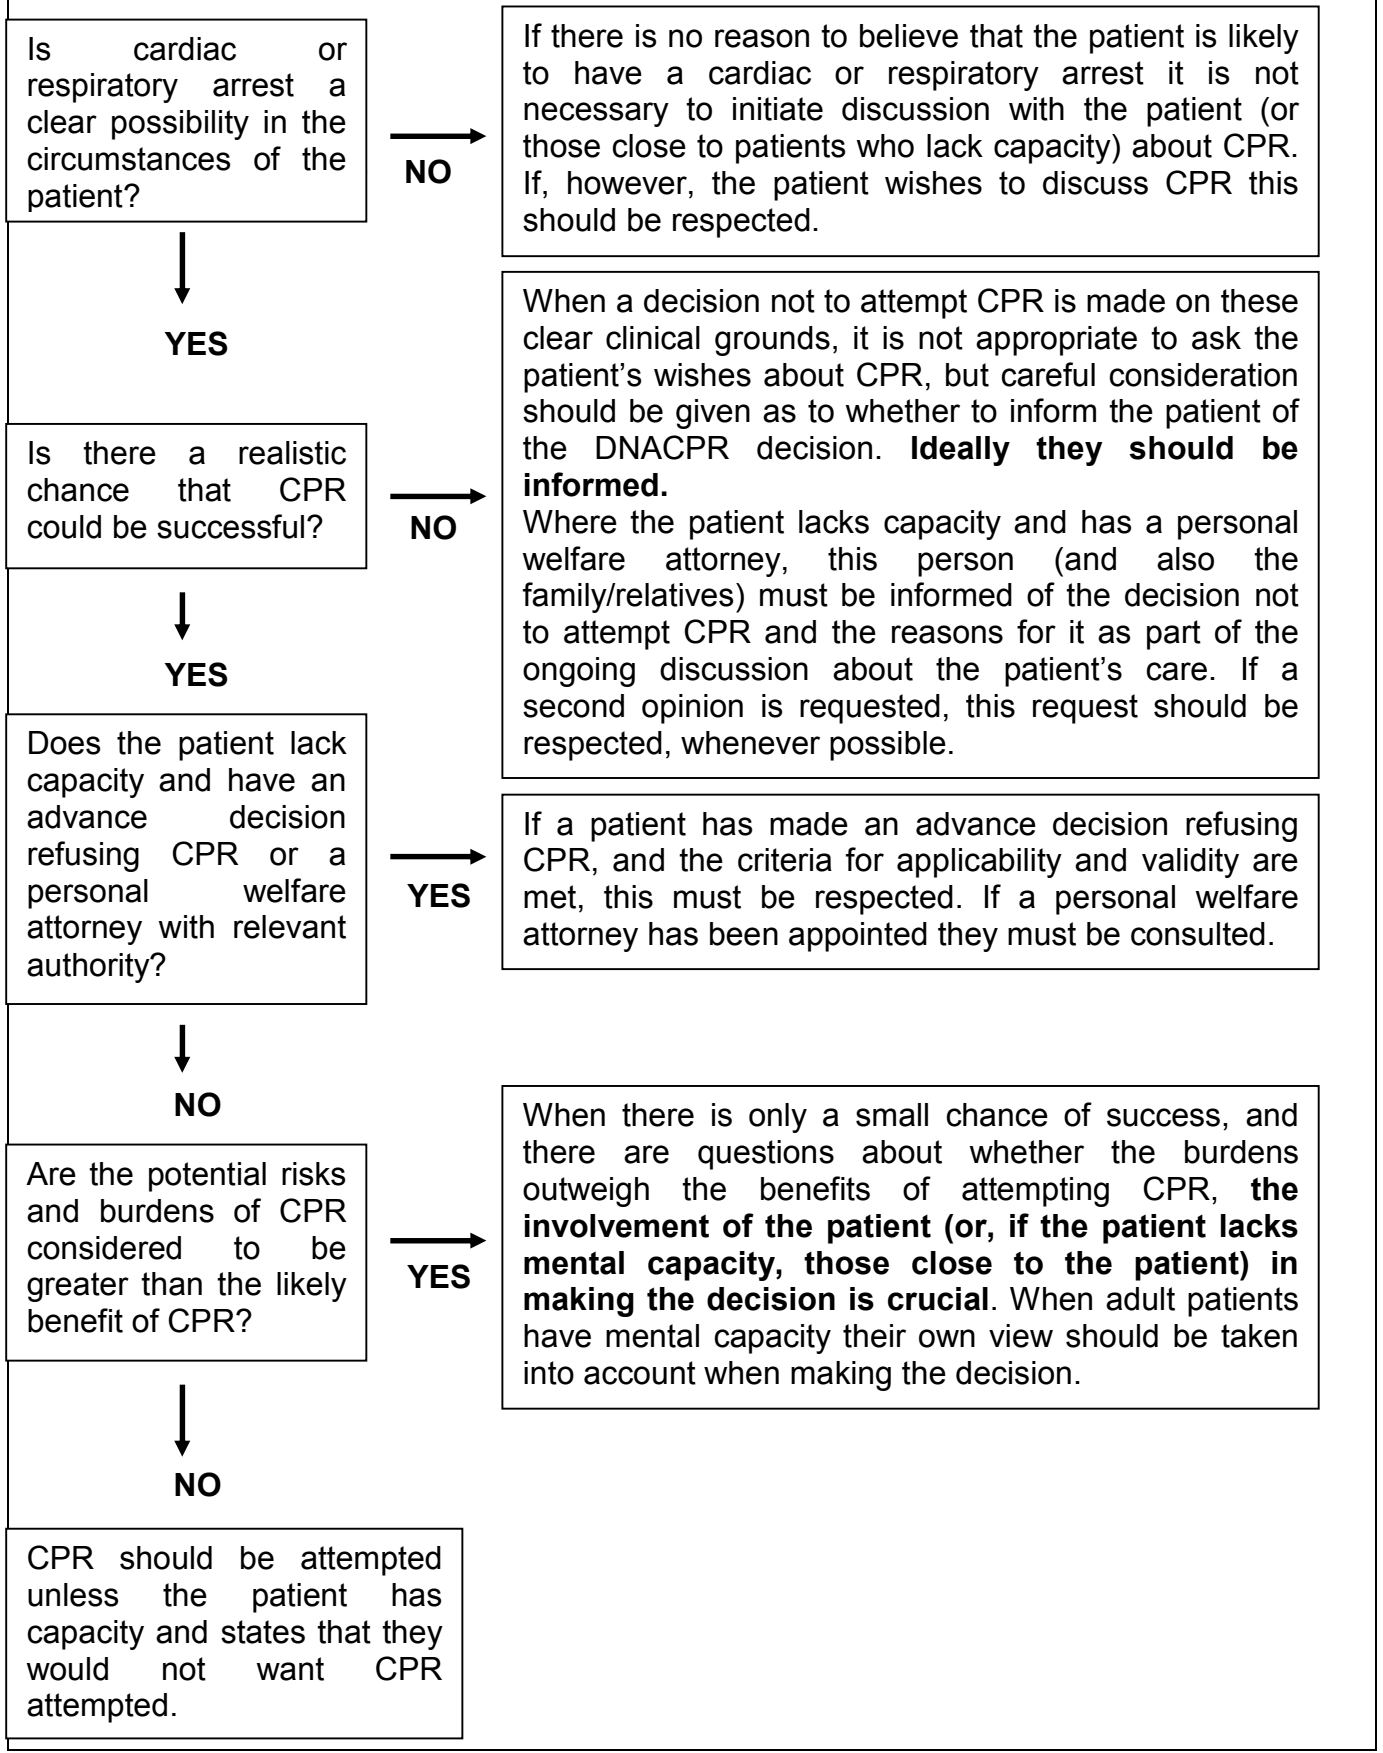 Is cardiac or
respiratory arrest a
clear possibility in the
circumstances of the
patient?
NO
If there is no reason to believe that the patient is likely
to have a cardiac or respiratory arrest it is not
necessary to initiate discussion with the patient (or
those close to patients who lack capacity) about CPR.
If, however, the patient wishes to discuss CPR this
should be respected.
YES
Is there a realistic
chance that CPR
could be successful?
NO
When a decision not to attempt CPR is made on these
clear clinical grounds, it is not appropriate to ask the
patient's wishes about CPR, but careful consideration
should be given as to whether to inform the patient of
the DNACPR decision. Ideally they should be
informed.
Where the patient lacks capacity and has a personal
welfare attorney, this person (and also the
family/relatives) must be informed of the decision not
to attempt CPR and the reasons for it as part of the
ongoing discussion about the patient's care. If a
second opinion is requested, this request should be
respected, whenever possible.
YES
Does the patient lack
capacity and have an
advance decision
refusing CPR or a
personal welfare
attorney with relevant
authority?
YES
If a patient has made an advance decision refusing
CPR, and the criteria for applicability and validity are
met, this must be respected. If a personal welfare
attorney has been appointed they must be consulted.
NO
Are the potential risks
and burdens of CPR
considered to be
greater than the likely
benefit of CPR?
YES
When there is only a small chance of success, and
there are questions about whether the burdens
outweigh the benefits of attempting CPR, the
involvement of the patient (or, if the patient lacks
mental capacity, those close to the patient) in
making the decision is crucial. When adult patients
have mental capacity their own view should be taken
into account when making the decision.
NO
CPR should be attempted
unless the patient has
capacity and states that they
would not want CPR
attempted.